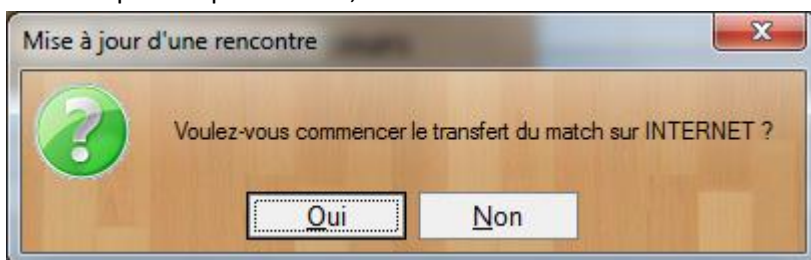 Mise à jour d'une rencontre
Voulez-vous commencer le transfert du match sur INTERNET ?
Oui
Non